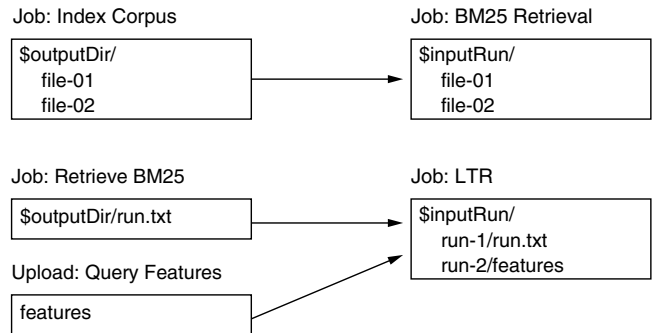 Job: Index Corpus
$outputDir/
file-01
file-02
Job: BM25 Retrieval
$inputRun/
file-01
file-02
Job: Retrieve BM25
$outputDir/run.txt
Upload: Query Features
features
Job: LTR
$inputRun/
run-1/run.txt
run-2/features